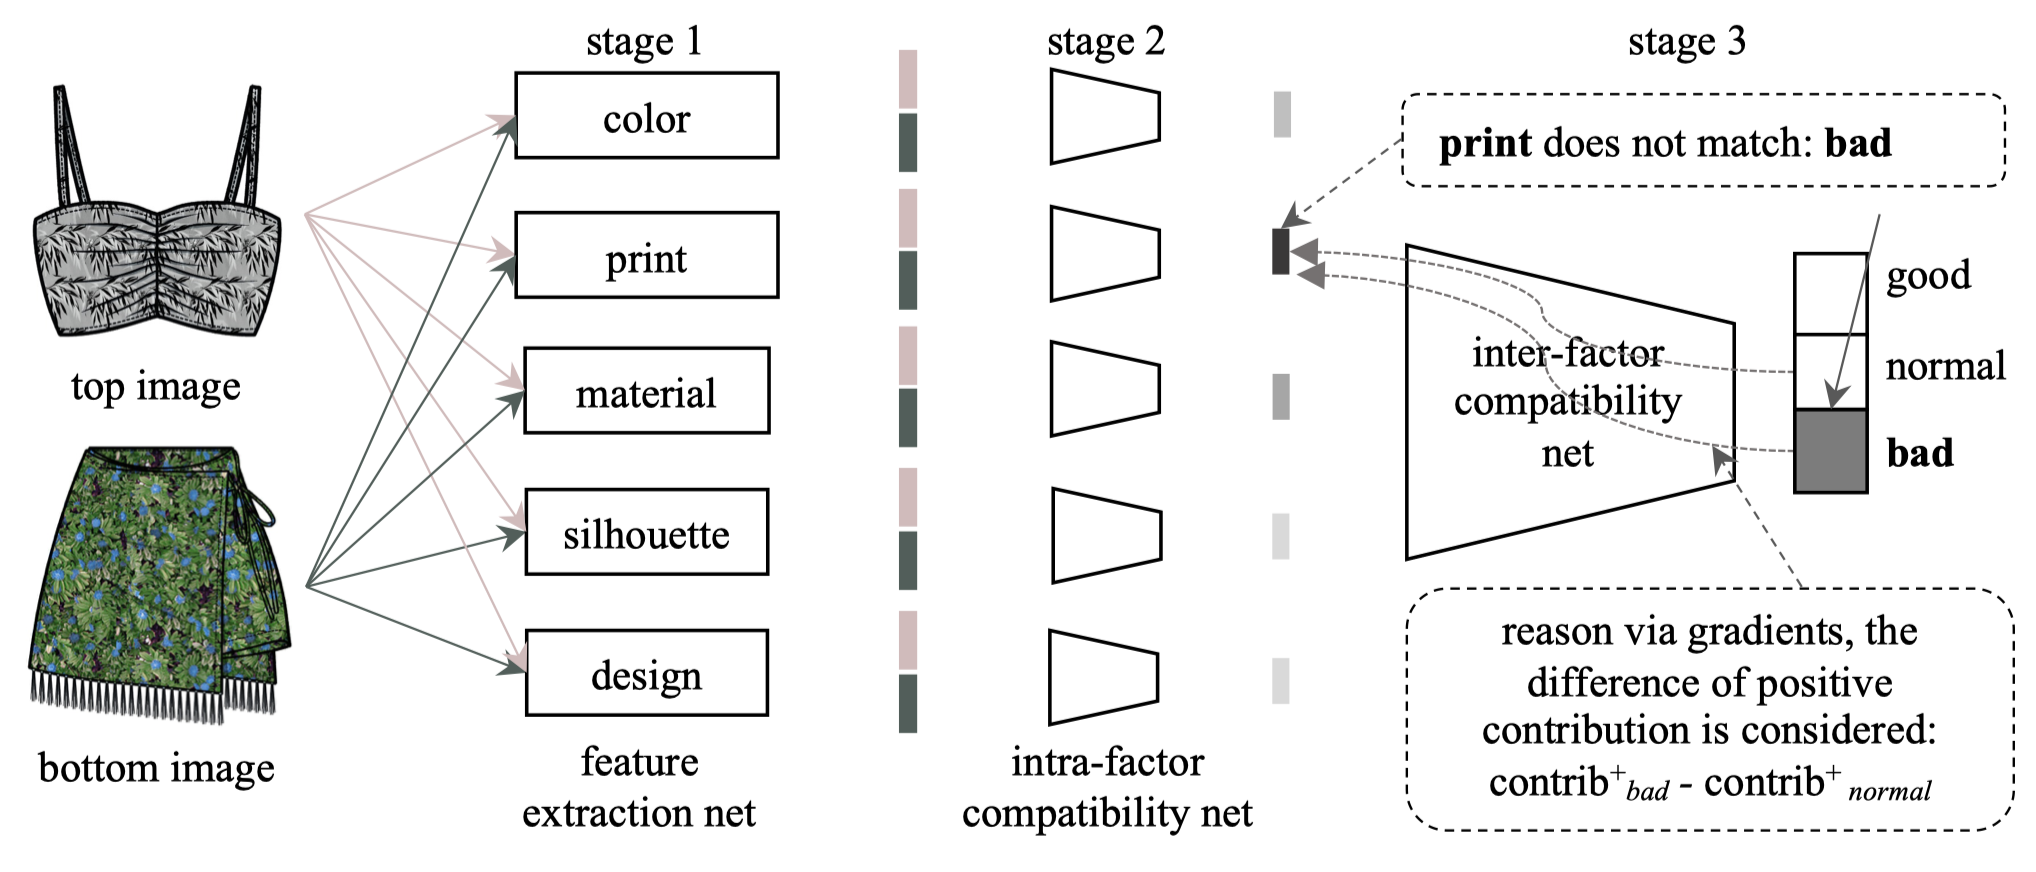 stage 1
stage 2
stage 3
color
print
material
silhouette
design
top image
bottom image
feature
extraction net
intra-factor
compatibility net
print does not match: bad
inter-factor
compatibility
net
good
normal
bad
reason via gradients, the
difference of positive
contribution is considered:
contrib⁺bad - contrib⁺normal